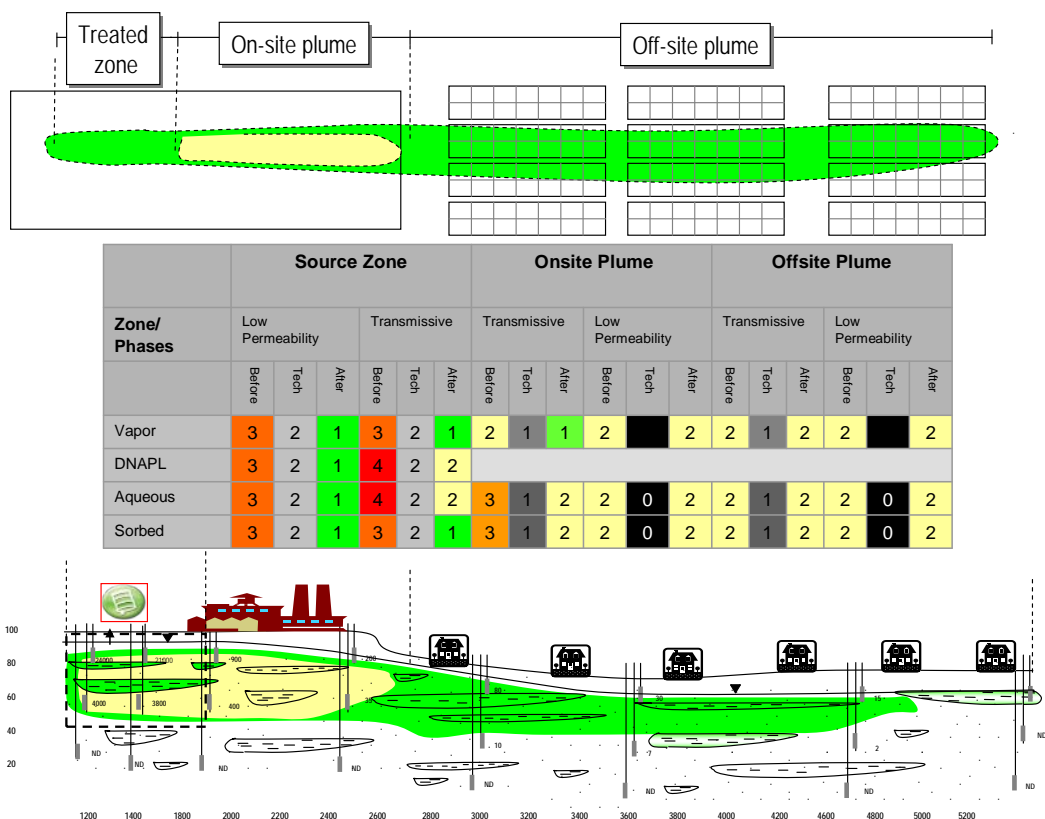 Treated
zone
On-site plume
Off-site plume
Source Zone Onsite Plume Offsite Plume
Zone/
Phases
Low
Permeability
Transmissive
Transmissive
Low
Permeability
Transmissive
Low
Permeability
Before Tech After Before Tech After Before Tech After Before Tech After Before Tech After Before Tech After
Vapor 3 2 1 3 2 1 2 1 1 2 2 2 1 2 2 2
DNAPL 3 2 1 4 2 2
Aqueous 3 2 1 4 2 2 3 1 2 2 0 2 2 1 2 2 0 2
Sorbed 3 2 1 3 2 1 3 1 2 2 0 2 2 1 2 2 0 2
100
80
60
40
20
24000 21000 900 200
80 30 15
4000 3800 400
10 7 2
ND ND ND ND ND ND ND ND
1200 1400 1800 2000 2200 2400 2600 2800 3000 3200 3400 3600 3800 4000 4400 4600 4800 5000 5200